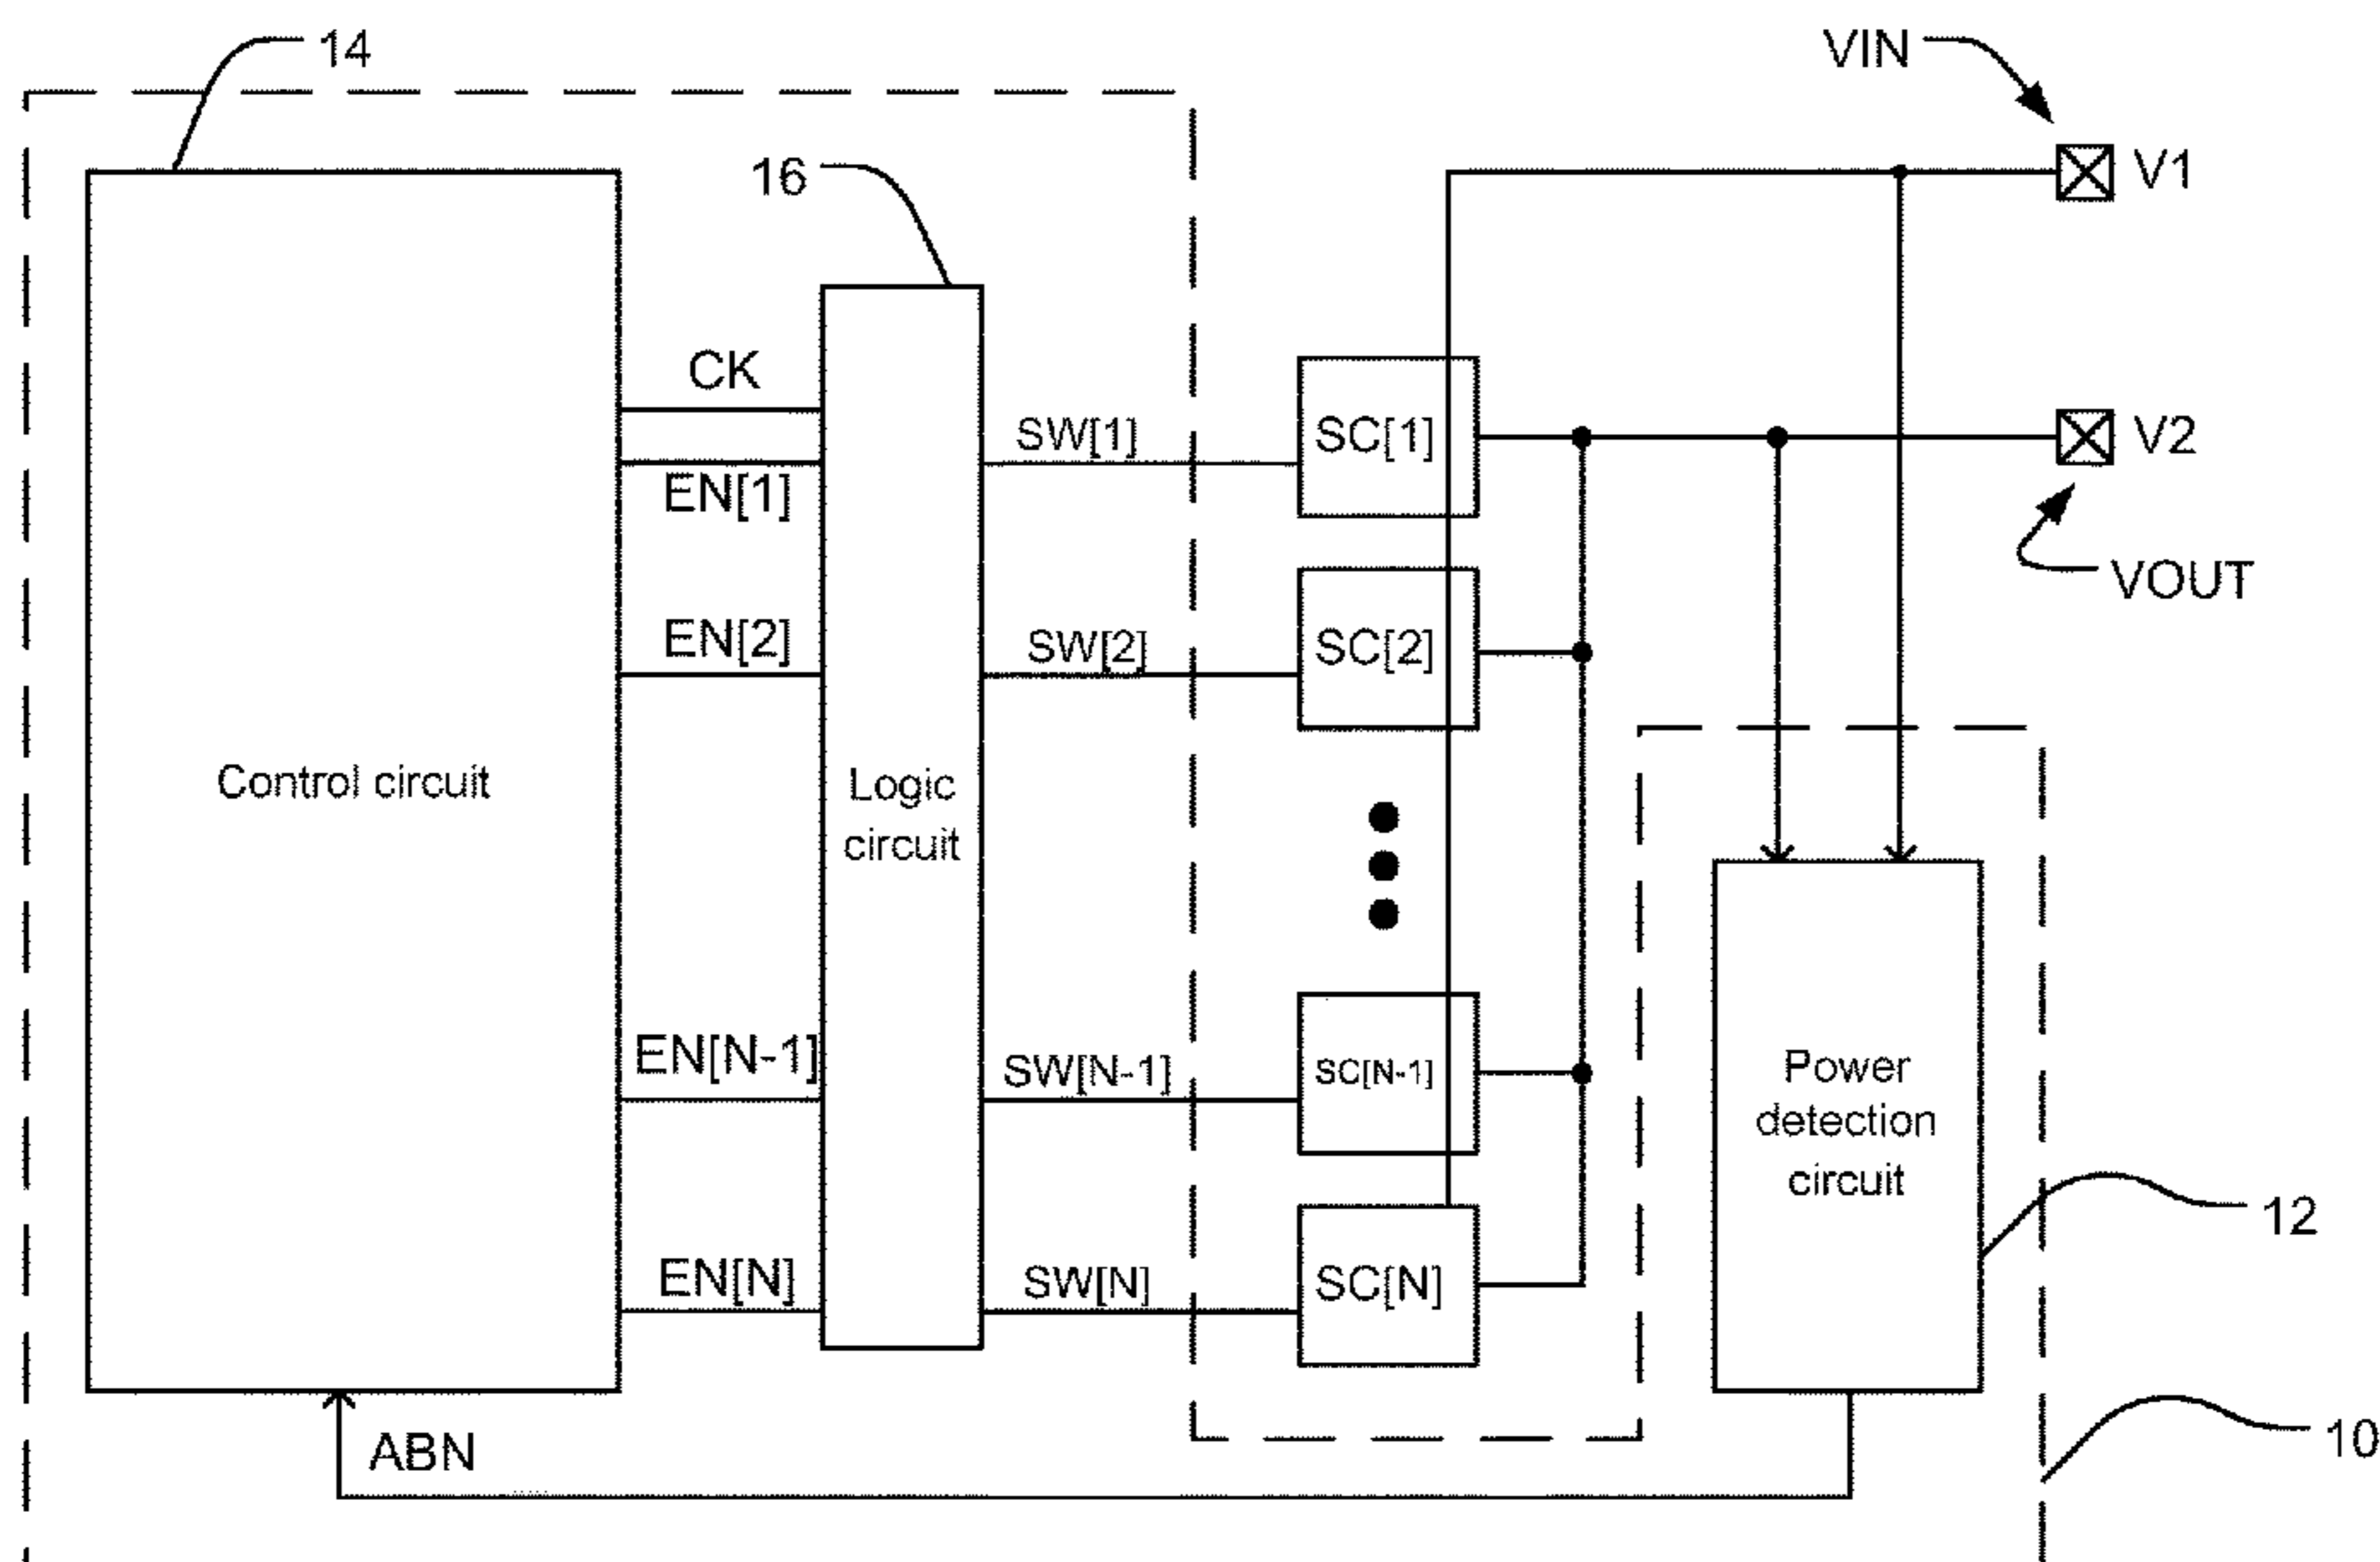 14
VIN
16
V1
CK
SW[1]
SC[1]
V2
EN[1]
VOUT
EN[2]
SW[2]
SC[2]
Control circuit
Logic
circuit
EN[N-1]
SW[N-1]
SC[N-1]
Power
detection
circuit
12
EN[N]
SW[N]
SC[N]
ABN
10